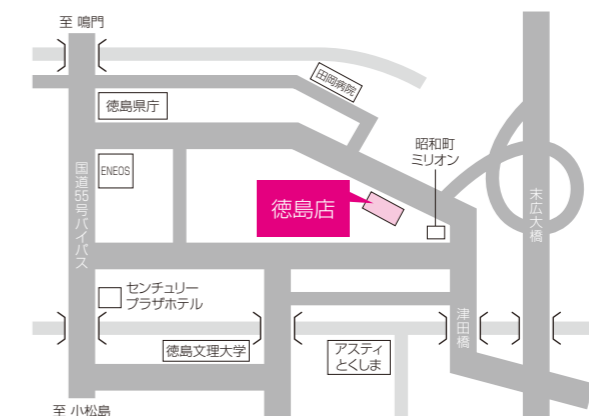 至 鳴門
田岡病院
徳島県庁
昭和町
ミリオン
ENEOS
国道55号バイパス
徳島店
末広大橋
センチュリー
プラザホテル
津田橋
徳島文理大学
アスティ
とくしま
至 小松島